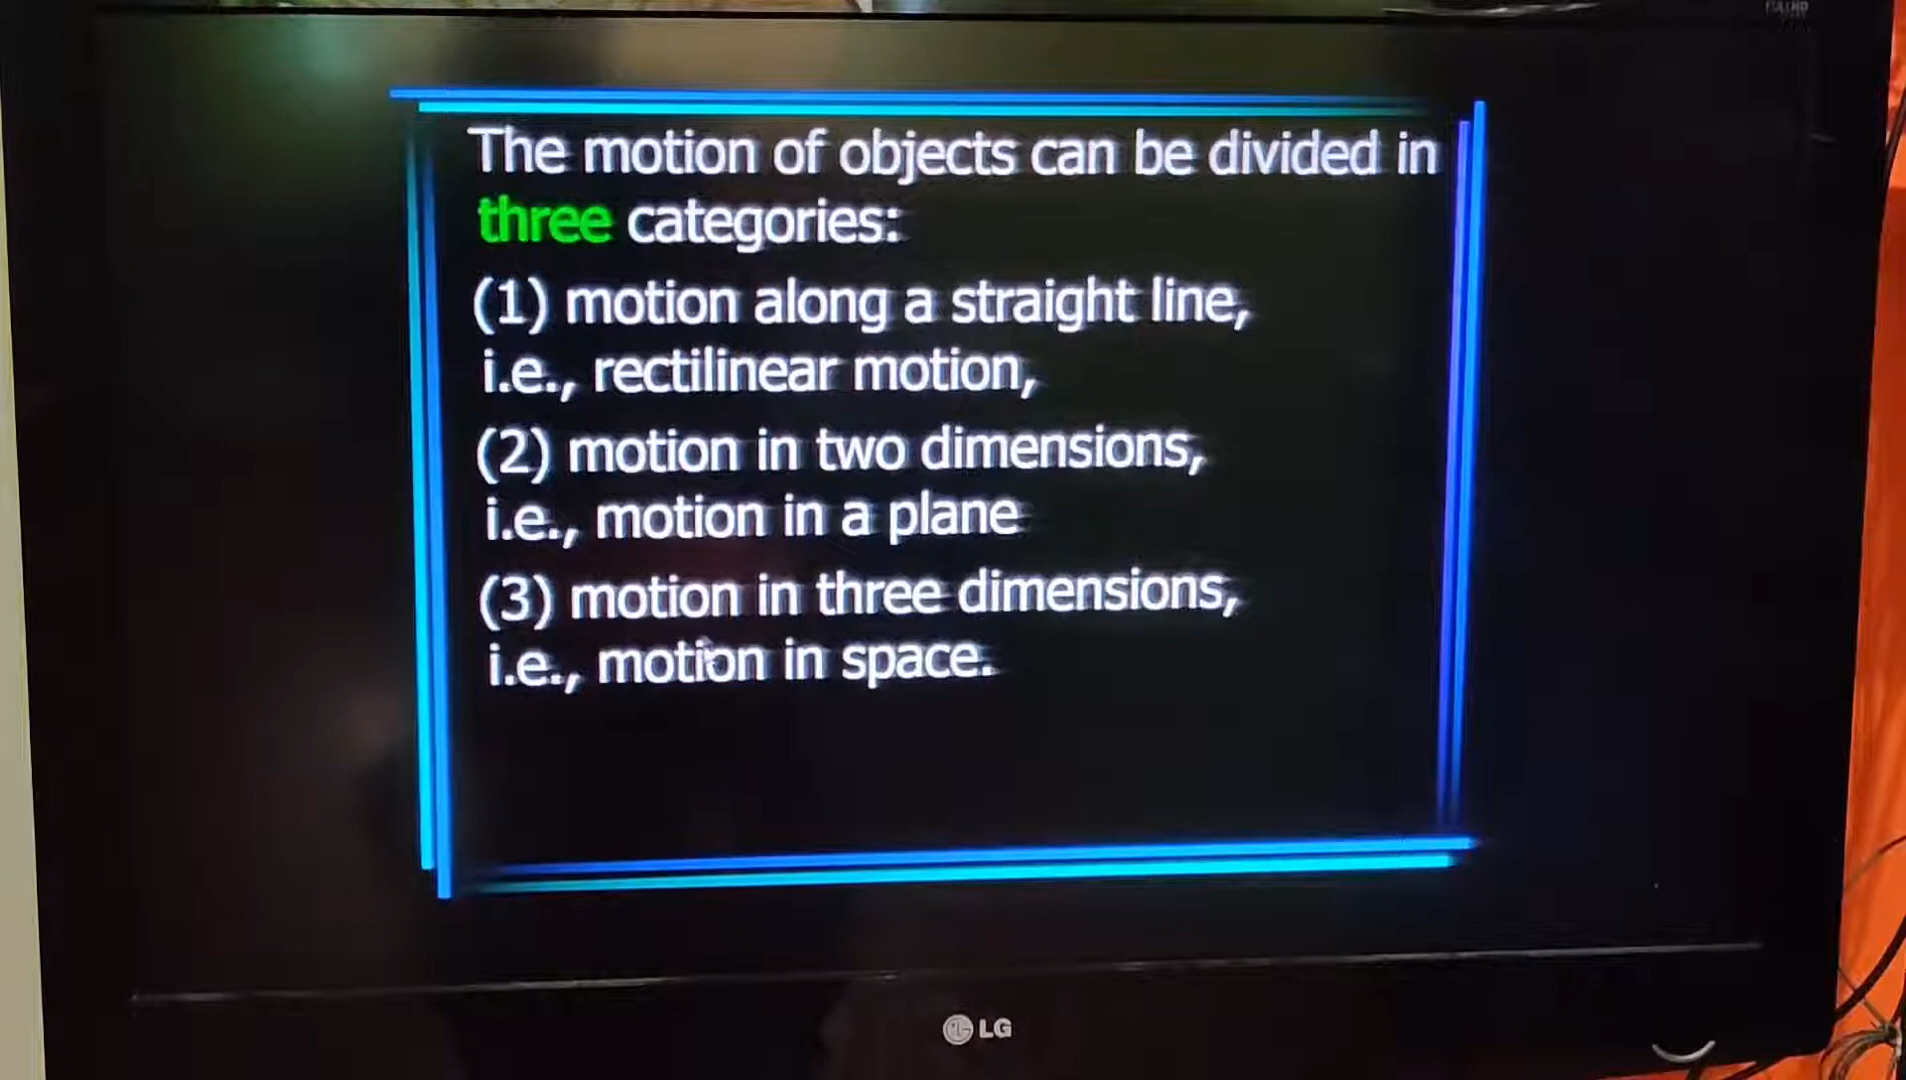 The motion of objects can be divided in
three categories:
(1) motion along a straight line,
i.e., rectilinear motion,
(2) motion in two dimensions,
i.e., motion in a plane
(3) motion in three dimensions,
i.e., motion in space.
LG